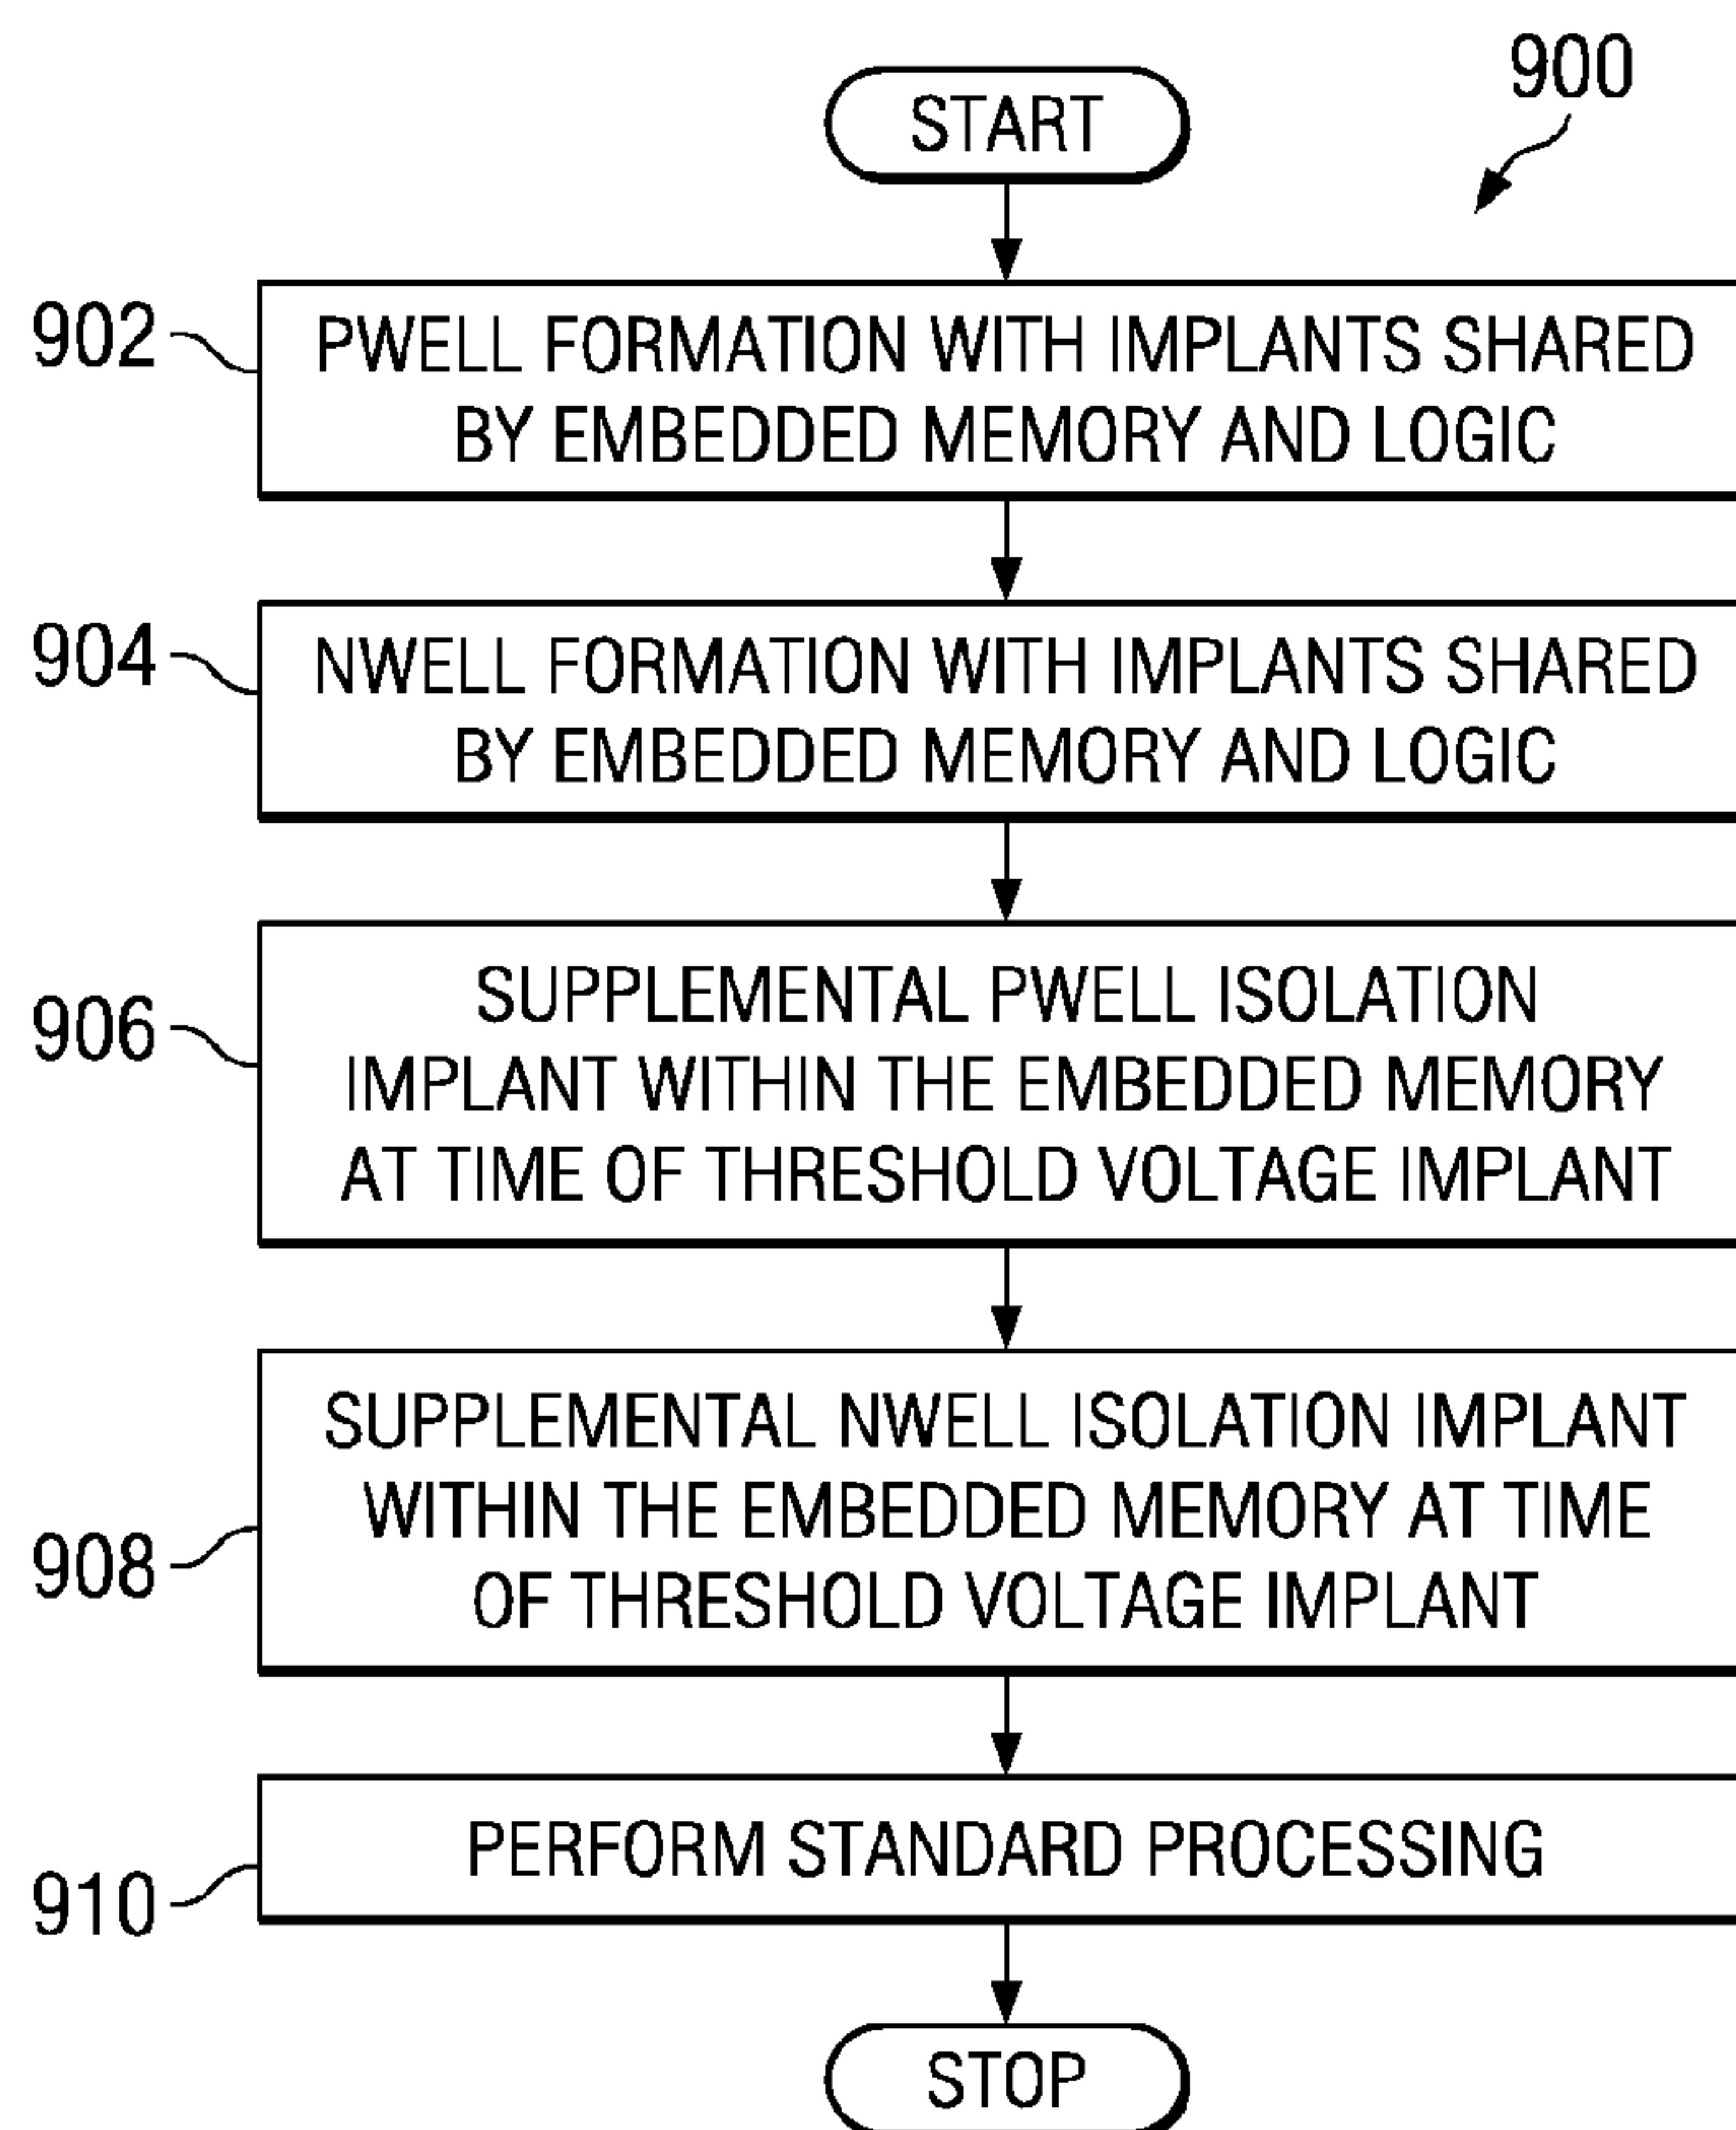 900
START
902
PWELL FORMATION WITH IMPLANTS SHARED
BY EMBEDDED MEMORY AND LOGIC
904
NWELL FORMATION WITH IMPLANTS SHARED
BY EMBEDDED MEMORY AND LOGIC
906
SUPPLEMENTAL PWELL ISOLATION
IMPLANT WITHIN THE EMBEDDED MEMORY
AT TIME OF THRESHOLD VOLTAGE IMPLANT
908
SUPPLEMENTAL NWELL ISOLATION IMPLANT
WITHIN THE EMBEDDED MEMORY AT TIME
OF THRESHOLD VOLTAGE IMPLANT
910
PERFORM STANDARD PROCESSING
STOP